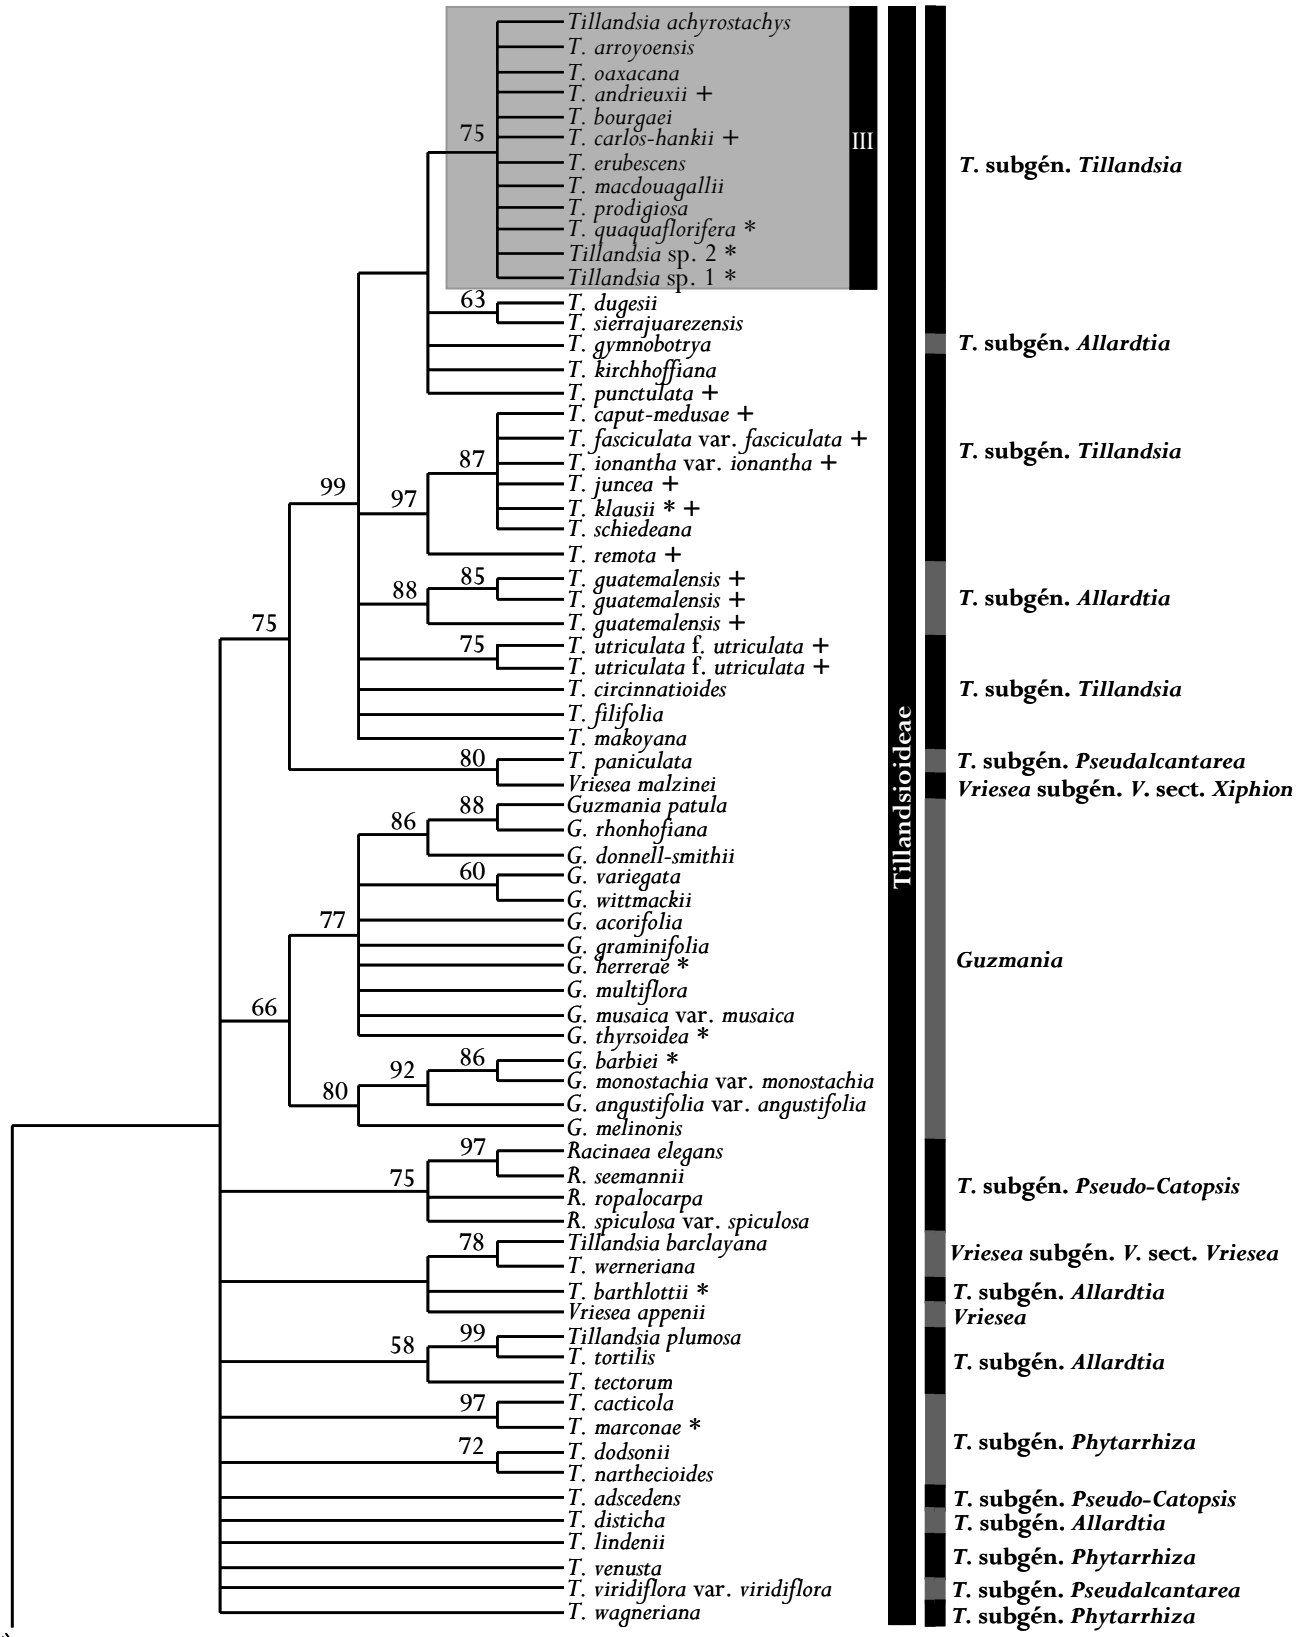 Tillandsia achyrostachys
T. arroyoensis
T. oaxacana
T. andrieuxii +
T. bourgaei
75
T. carlos-hankii +
III
T. erubescens
T. subgén. Tillandsia
T. macdouagallii
T. prodigiosa
T. quaquaflorifera *
Tillandsia sp. 2 *
Tillandsia sp. 1 *
63
T. dugesii
T. sierrajuarezensis
T. gymnobotrya
T. subgén. Allardtia
T. kirchhoffiana
T. punctulata +
T. caput-medusae +
T. fasciculata var. fasciculata +
T. subgén. Tillandsia
87
T. ionantha var. ionantha +
99
T. juncea +
97
T. klausii * +
T. schiedeana
T. remota +
85
T. guatemalensis +
88
T. guatemalensis +
T. subgén. Allardtia
75
T. guatemalensis +
75
T. utriculata f. utriculata +
T. utriculata f. utriculata +
T. circinnatioides
T. subgén. Tillandsia
T. filifolia
T. makoyana
80
T. paniculata
T. subgén. Pseudalcantarea
Vriesea malzinei
Vriesea subgén. V. sect. Xiphion
Tillandsioideae
88
Guzmania patula
86
G. rhonhofiana
G. donnell-smithii
60
G. variegata
G. wittmackii
77
G. acorifolia
G. graminifolia
Guzmania
G. herrerae *
G. multiflora
66
G. musaica var. musaica
G. thyrsoidea *
86
G. barbiei *
92
G. monostachia var. monostachia
80
G. angustifolia var. angustifolia
G. melinonis
97
Racinaea elegans
75
R. seemannii
T. subgén. Pseudo-Catopsis
R. ropalocarpa
R. spiculosa var. spiculosa
78
Tillandsia barclayana
Vriesea subgén. V. sect. Vriesea
T. werneriana
T. barthlottii *
T. subgén. Allardtia
Vriesea appenii
Vriesea
99
Tillandsia plumosa
58
T. tortilis
T. subgén. Allardtia
T. tectorum
97
T. cacticola
T. marconae *
T. subgén. Phytarrhiza
72
T. dodsonii
T. narthecioides
T. adscedens
T. subgén. Pseudo-Catopsis
T. disticha
T. subgén. Allardtia
T. lindenii
T. subgén. Phytarrhiza
T. venusta
T. viridiflora var. viridiflora
T. subgén. Pseudalcantarea
T. wagneriana
T. subgén. Phytarrhiza